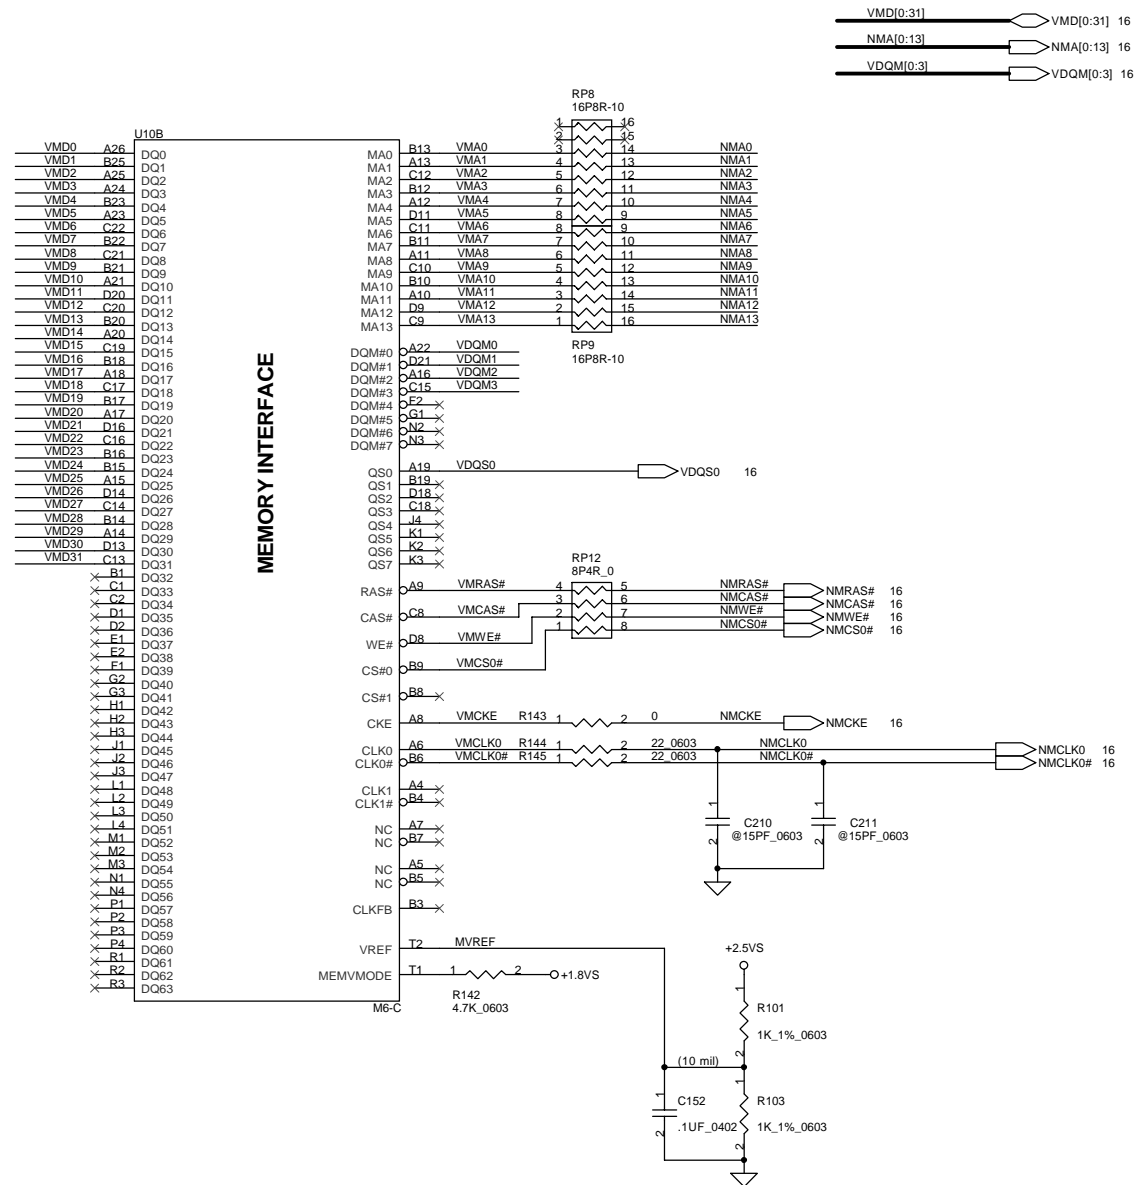 VMD[0:31] VMD[0:31] 16
NMA[0:13] NMA[0:13] 16
VDQM[0:3] VDQM[0:3] 16
RP8
16P8R-10
1 16
2 15
U10B
VMD0 A26 DQ0 MA0 B13 VMA0 3 14 NMA0
VMD1 B25 DQ1 MA1 A13 VMA1 4 13 NMA1
VMD2 A25 DQ2 MA2 C12 VMA2 5 12 NMA2
VMD3 A24 DQ3 MA3 B12 VMA3 6 11 NMA3
VMD4 B23 DQ4 MA4 A12 VMA4 7 10 NMA4
VMD5 A23 DQ5 MA5 D11 VMA5 8 9 NMA5
VMD6 C22 DQ6 MA6 C11 VMA6 8 9 NMA6
VMD7 B22 DQ7 MA7 B11 VMA7 7 10 NMA7
VMD8 C21 DQ8 MA8 A11 VMA8 6 11 NMA8
VMD9 B21 DQ9 MA9 C10 VMA9 5 12 NMA9
VMD10 A21 DQ10 MA10 B10 VMA10 4 13 NMA10
VMD11 D20 DQ11 MA11 A10 VMA11 3 14 NMA11
VMD12 C20 DQ12 MA12 D9 VMA12 2 15 NMA12
VMD13 B20 DQ13 MA13 C9 VMA13 1 16 NMA13
VMD14 A20 DQ14
RP9
16P8R-10
VMD15 C19 DQ15 DQM#0 A22 VDQM0
VMD16 B18 DQ16 DQM#1 D21 VDQM1
VMD17 A18 DQ17 DQM#2 A16 VDQM2
VMD18 C17 DQ18 DQM#3 C15 VDQM3
VMD19 B17 DQ19 DQM#4 F2
VMD20 A17 DQ20 DQM#5 G1
VMD21 D16 DQ21 DQM#6 N2
VMD22 C16 DQ22 DQM#7 N3
VMD23 B16 DQ23
VMD24 B15 DQ24 QS0 A19 VDQS0 VDQS0 16
VMD25 A15 DQ25 QS1 B19
VMD26 D14 DQ26 QS2 D18
VMD27 C14 DQ27 QS3 C18
VMD28 B14 DQ28 QS4 J4
VMD29 A14 DQ29 QS5 K1
VMD30 D13 DQ30 QS6 K2
VMD31 C13 DQ31 QS7 K3
MEMORY INTERFACE
RP12
8P4R_0
B1 DQ32
C1 DQ33 RAS# A9 VMRAS# 4 5 NMRAS# NMRAS# 16
C2 DQ34 3 6 NMCAS# NMCAS# 16
D1 DQ35 CAS# C8 VMCAS# 2 7 NMWE# NMWE# 16
D2 DQ36 1 8 NMCS0# NMCS0# 16
E1 DQ37 WE# D8 VMWE#
E2 DQ38
F1 DQ39 CS#0 B9 VMCS0#
G2 DQ40
G3 DQ41 CS#1 B8
H1 DQ42
H2 DQ43 CKE A8 VMCKE R143 1 2 0 NMCKE NMCKE 16
H3 DQ44
J1 DQ45 CLK0 A6 VMCLK0 R144 1 2 22_0603 NMCLK0 NMCLK0 16
J2 DQ46 CLK0# B6 VMCLK0# R145 1 2 22_0603 NMCLK0# NMCLK0# 16
J3 DQ47
L1 DQ48 CLK1 A4
L2 DQ49 CLK1# B4
L3 DQ50
L4 DQ51 NC A7
M1 DQ52 NC B7
M2 DQ53
M3 DQ54 NC A5
N1 DQ55 NC B5
N4 DQ56
P1 DQ57 CLKFB B3
P2 DQ58
P3 DQ59
P4 DQ60 VREF T2 MVREF
R1 DQ61
R2 DQ62 MEMVMODE T1 1 2 +1.8VS
R3 DQ63
M6-C
R142
4.7K_0603
1 1
C210 C211
@15PF_0603 @15PF_0603
2 2
+2.5VS
1
R101
1K_1%_0603
2
(10 mil)
1 1
C152 R103
.1UF_0402 1K_1%_0603
2 2